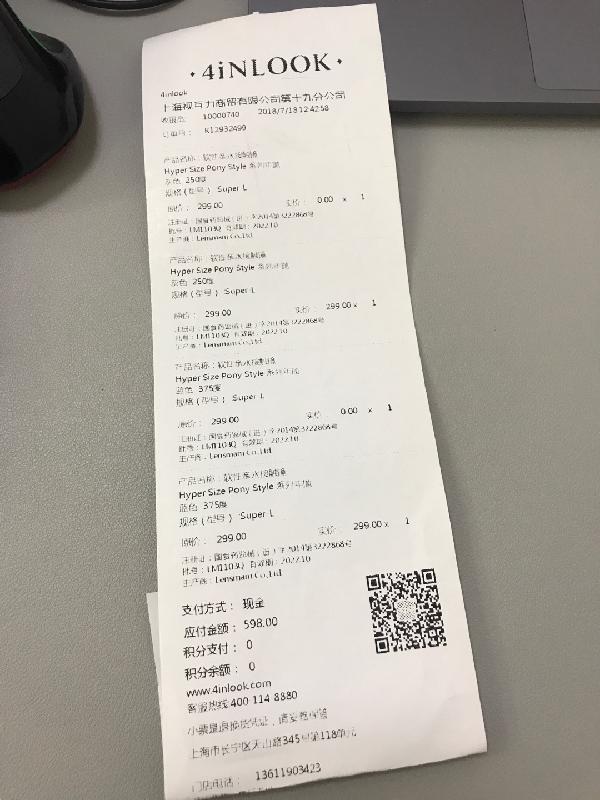 4iNLOOK
4inlook
上海视互力商贸有限公司第十九分公司
收银员： 10000740 2018/7/18 12:42:58
订单号： K12932499
产品名称：软性亲水接触镜
Hyper Size Pony Style 系列年抛
灰色 250度
规格（型号） :Super-L
原价： 299.00 实价： 0.00 x 1
注册证：国食药监械（进）字2014第3222868号
批号：LM1103Q 有效期：2022.10
生产商：Lensmam Co.,Ltd
产品名称：软性亲水接触镜
Hyper Size Pony Style 系列年抛
灰色 250度
规格（型号） :Super-L
原价： 299.00 实价： 299.00 x 1
注册证：国食药监械（进）字2014第3222868号
批号：LM1103Q 有效期：2022.10
生产商：Lensmam Co.,Ltd
产品名称：软性亲水接触镜
Hyper Size Pony Style 系列年抛
蓝色 375度
规格（型号） :Super-L
原价： 299.00 实价： 0.00 x 1
注册证：国食药监械（进）字2014第3222868号
批号：LM1103Q 有效期：2022.10
生产商：Lensmam Co.,Ltd
产品名称：软性亲水接触镜
Hyper Size Pony Style 系列年抛
蓝色 375度
规格（型号） :Super-L
原价： 299.00 实价： 299.00 x 1
注册证：国食药监械（进）字2014第3222868号
批号：LM1103Q 有效期：2022.10
生产商：Lensmam Co.,Ltd
支付方式： 现金
应付金额： 598.00
积分支付： 0
积分余额： 0
www.4inlook.com
客服热线 400-114-8880
小票是退换货凭证，请妥善保管
上海市长宁区天山路345号第118单元
门店电话： 13611903423